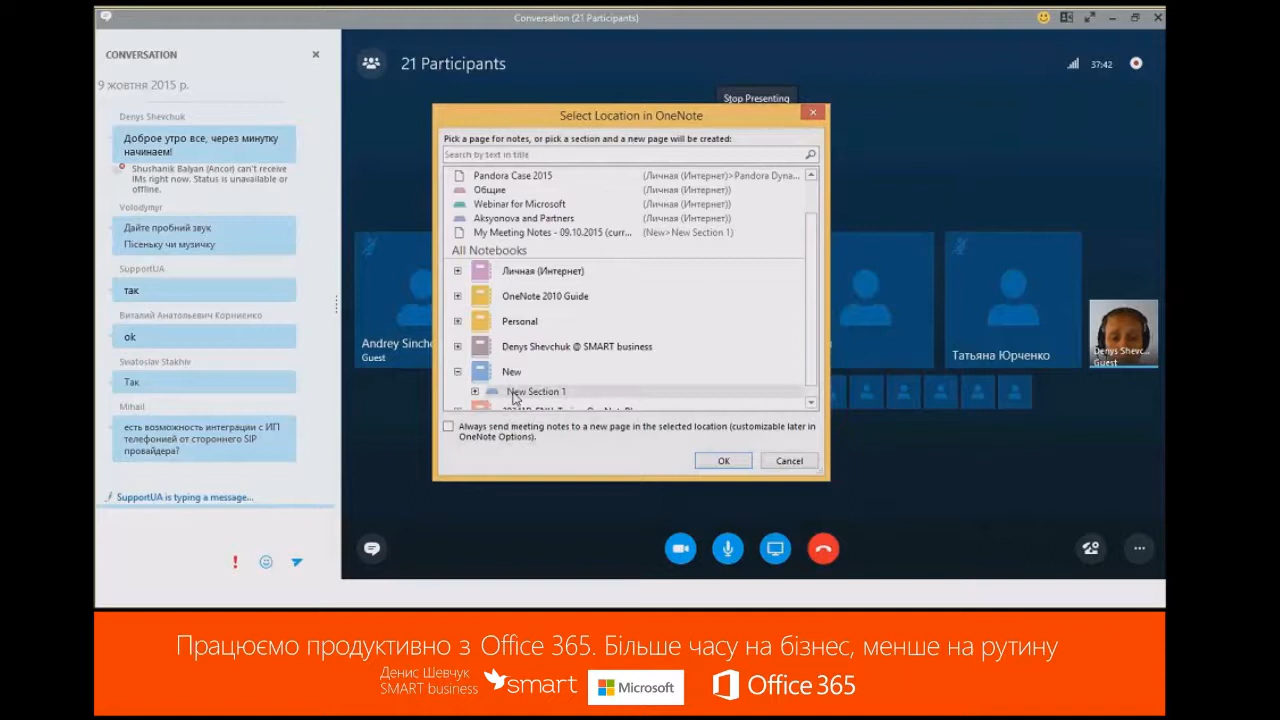 Conversation (21 Participants)
CONVERSATION
9 жовтня 2015 р.
Denys Shevchuk
Доброе утро все, через минутку
начинаем!
Shushanik Balyan (Ancor) can't receive
IMs right now. Status is unavailable or
offline.
Volodymyr
Дайте пробний звук
Пісеньку чи музичку
SupportUA
так
Виталий Анатольевич Корниенко
ok
Swatoslav Stakhiv
Так
Mihail
есть возможность интеграции с ИП
телефонией от стороннего SIP
провайдера?
SupportUA is typing a message...
21 Participants
37:42
Stop Presenting
Select Location in OneNote
Pick a page for notes, or pick a section and a new page will be created:
Search by text in title
Pandora Case 2015 (Личная (Интернет)>Pandora Dyna...
Общие (Личная (Интернет))
Webinar for Microsoft (Личная (Интернет))
Aksyonova and Partners (Личная (Интернет))
My Meeting Notes - 09.10.2015 (curr... (New>New Section 1)
All Notebooks
Личная (Интернет)
OneNote 2010 Guide
Personal
Denys Shevchuk @ SMART business
New
New Section 1
Always send meeting notes to a new page in the selected location (customizable later in
OneNote Options).
OK Cancel
Andrey Sinche
Guest
Татьяна Юрченко
Denys Shevc...
Guest
Працюємо продуктивно з Office 365. Більше часу на бізнес, менше на рутину
Денис Шевчук
SMART business
smart
Microsoft
Office 365